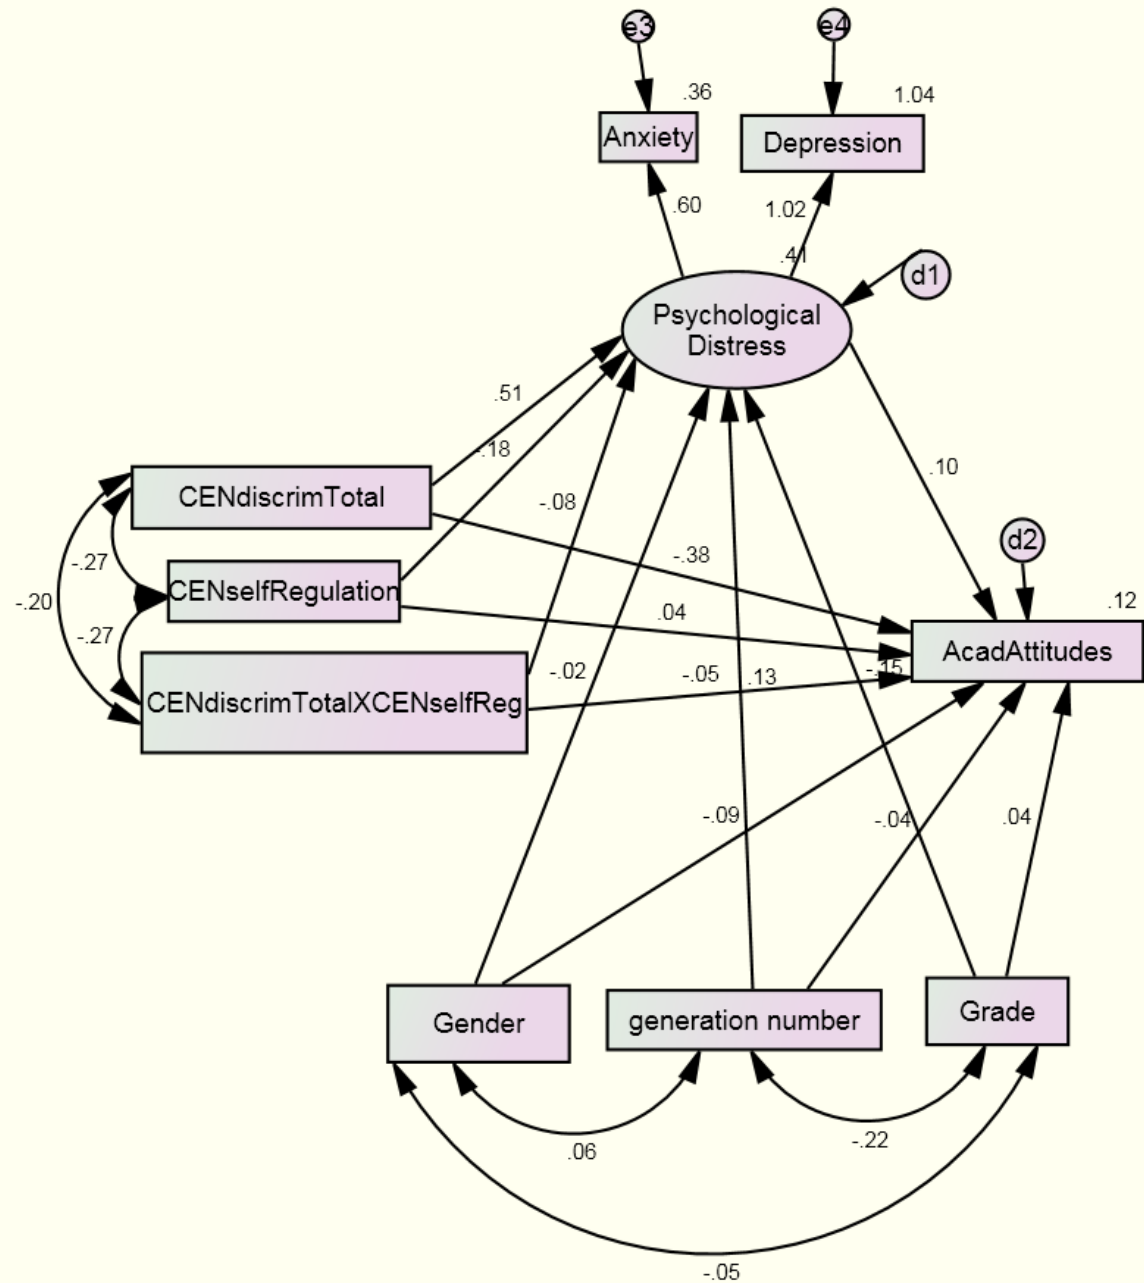 e3
e4
.36
1.04
Anxiety
Depression
.60
1.02
.41
d1
Psychological
Distress
.51
-.18
CENdiscrimTotal
-.08
.10
-.38
d2
-.27
CENselfRegulation
-.20
.04
.12
-.27
AcadAttitudes
-.02
-.05
.13
-.15
CENdiscrimTotalXCENselfReg
-.09
-.04
.04
Gender
generation number
Grade
.06
-.22
-.05